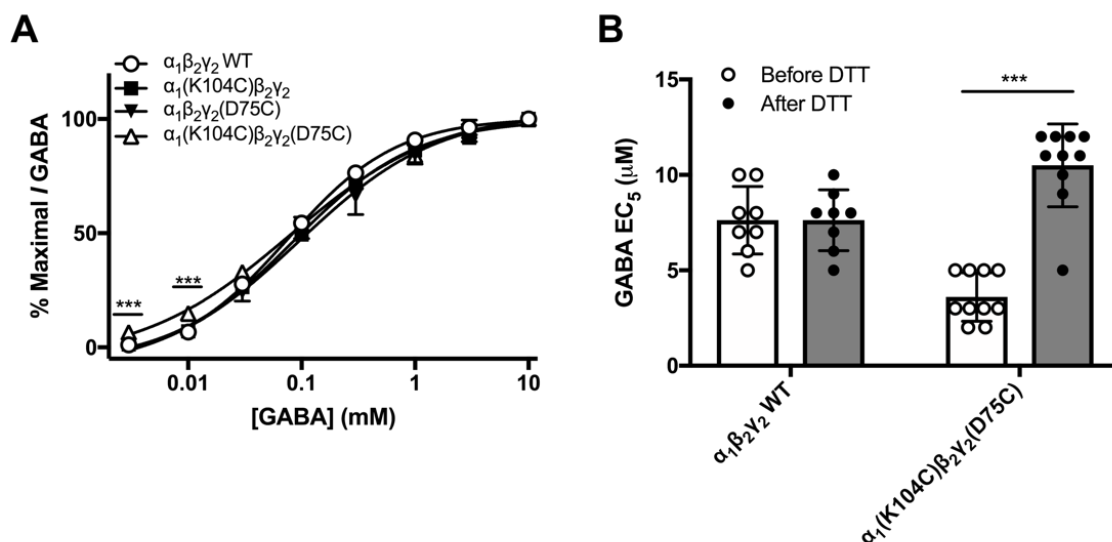 A
α₁β₂γ₂ WT
α₁(K104C)β₂γ₂
α₁β₂γ₂(D75C)
α₁(K104C)β₂γ₂(D75C)
% Maximal / GABA
100
50
0
***
***
0.01
0.1
1
10
[GABA] (mM)
B
Before DTT
After DTT
***
GABA EC₅ (μM)
15
10
5
0
α₁β₂γ₂ WT
α₁(K104C)β₂γ₂(D75C)